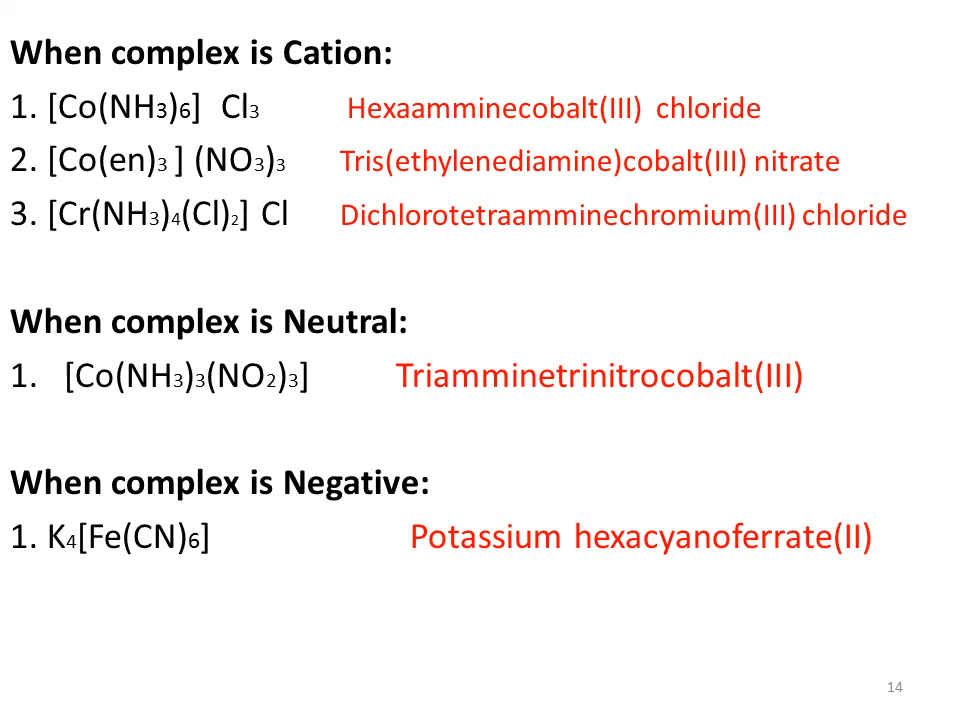 When complex is Cation:
1. [Co(NH₃)₆] Cl₃ Hexaamminecobalt(III) chloride
2. [Co(en)₃ ] (NO₃)₃ Tris(ethylenediamine)cobalt(III) nitrate
3. [Cr(NH₃)₄(Cl)₂] Cl Dichlorotetraamminechromium(III) chloride
When complex is Neutral:
1. [Co(NH₃)₃(NO₂)₃] Triamminetrinitrocobalt(III)
When complex is Negative:
1. K₄[Fe(CN)₆] Potassium hexacyanoferrate(II)
14